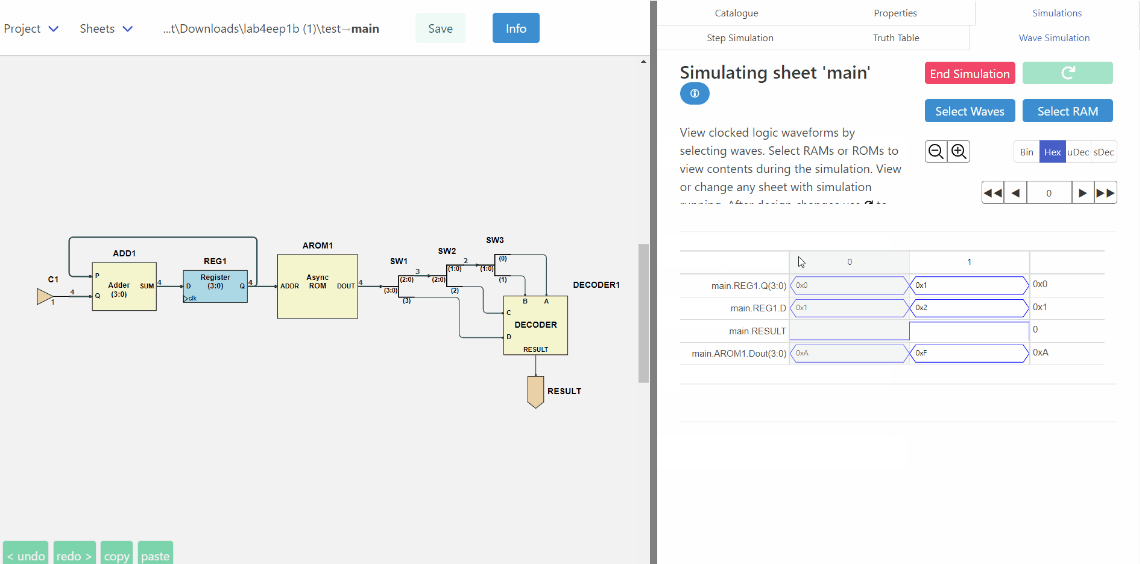 Project Sheets ...t\Downloads\lab4eep1b (1)\test→main Save Info
ADD1
C1
1
4
P
Q
Adder
(3:0)
SUM
4
REG1
Register
(3:0)
D
Q
clk
4
AROM1
Async
ROM
ADDR
DOUT
4
SW1
(3:0)
(2:0)
(3)
3
SW2
(2:0)
(1:0)
(2)
2
SW3
(1:0)
(0)
(1)
DECODER1
B A
C
DECODER
D
RESULT
RESULT
< undo redo > copy paste
Catalogue Properties Simulations
Step Simulation Truth Table Wave Simulation
Simulating sheet 'main'
End Simulation
Select Waves Select RAM
View clocked logic waveforms by
selecting waves. Select RAMs or ROMs to
view contents during the simulation. View
or change any sheet with simulation
Bin Hex uDec sDec
0
0 1
main.REG1.Q(3:0) 0x0 0x1 0x0
main.REG1.D 0x1 0x2 0x1
main.RESULT 0
main.AROM1.Dout(3:0) 0xA 0xF 0xA